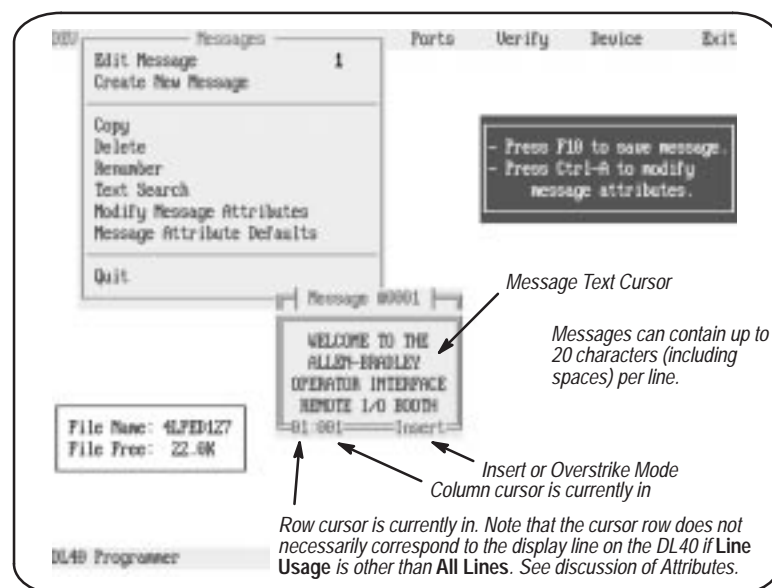 DEV Messages Ports Verify Device Exit
Edit Message 1
Create New Message
Copy
Delete
Renumber
Text Search
Modify Message Attributes
Message Attribute Defaults
Quit
- Press F10 to save message.
- Press Ctrl-A to modify
message attributes.
Message #0001
WELCOME TO THE
ALLEN-BRADLEY
OPERATOR INTERFACE
REMOTE I/O BOOTH
01:001 Insert
Message Text Cursor
Messages can contain up to
20 characters (including
spaces) per line.
File Name: 4LFED127
File Free: 22.0K
Insert or Overstrike Mode
Column cursor is currently in
Row cursor is currently in. Note that the cursor row does not
necessarily correspond to the display line on the DL40 if Line
Usage is other than All Lines. See discussion of Attributes.
DL40 Programmer